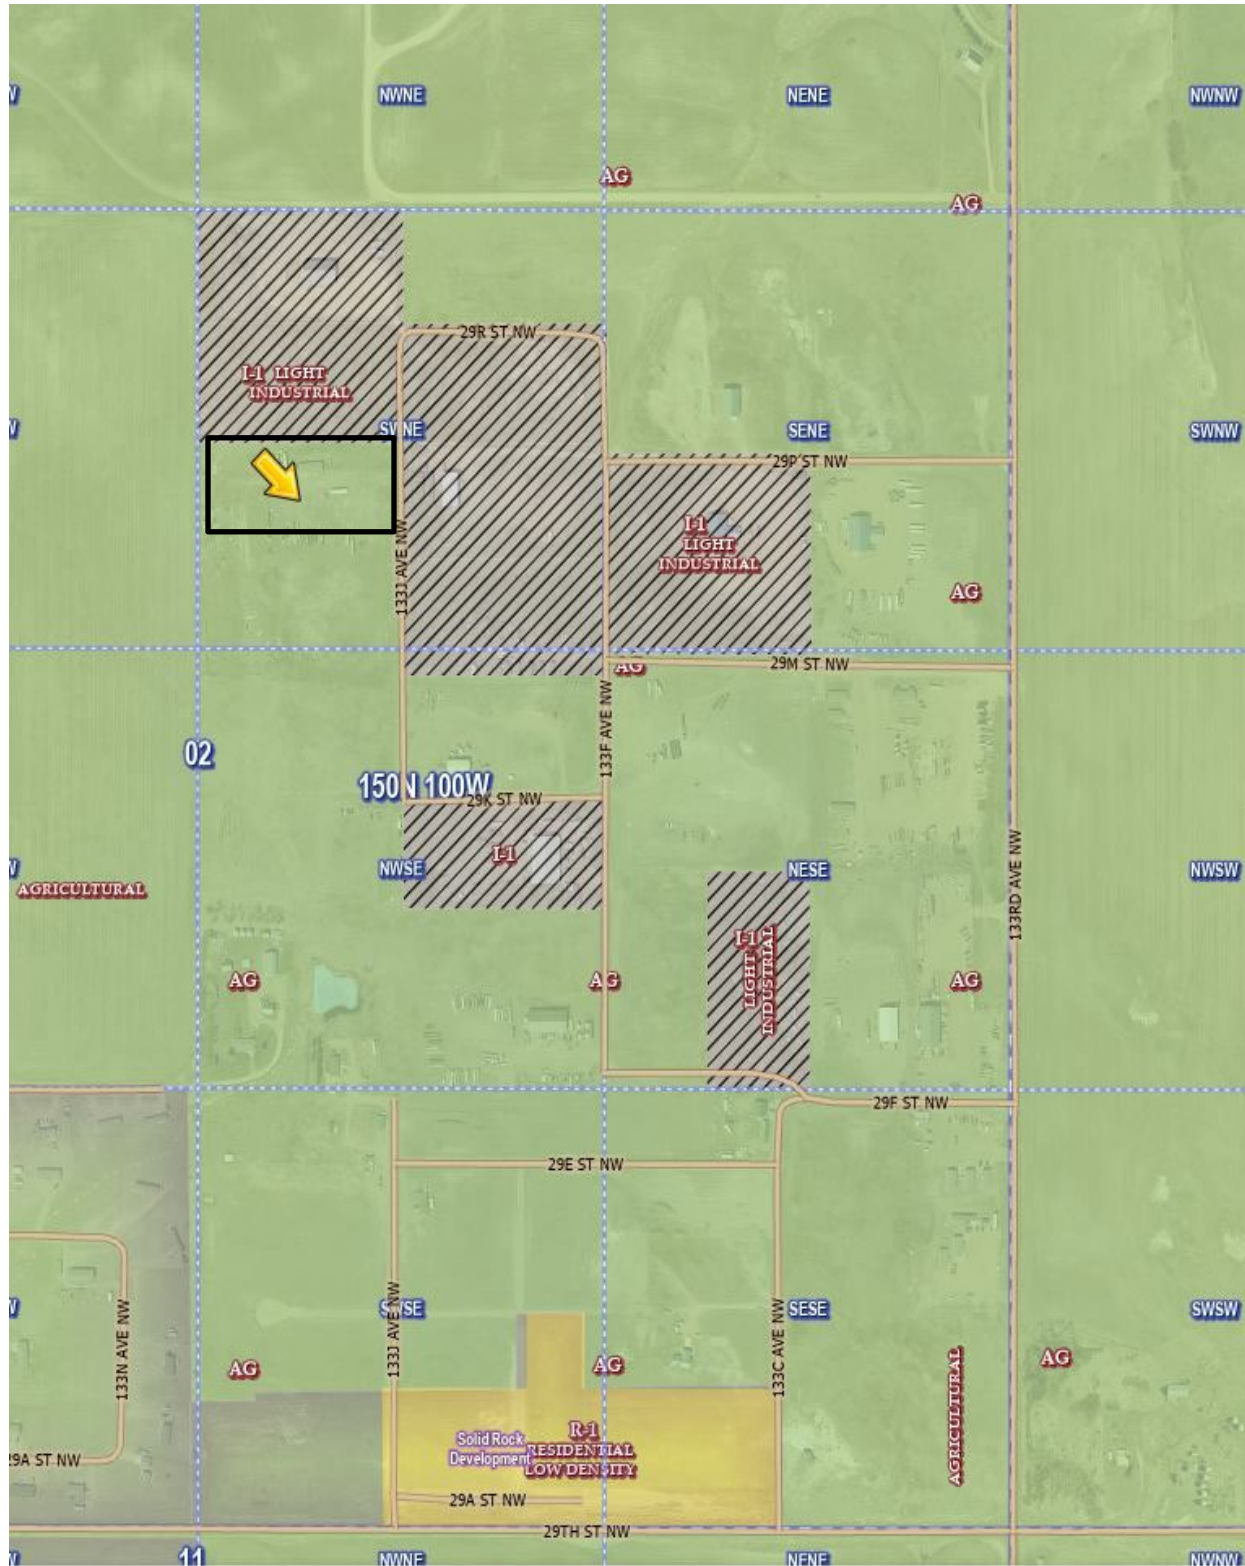 NWNE
NENE
NWNW
AG
AG
29R ST NW
I-1 LIGHT
INDUSTRIAL
SWNE
SENE
SWNW
29P ST NW
I-1
LIGHT
INDUSTRIAL
133J AVE NW
AG
29M ST NW
AG
133F AVE NW
02
150N 100W
29K ST NW
I-1
NWSE
NESE
NWSW
AGRICULTURAL
133RD AVE NW
I-1
LIGHT
INDUSTRIAL
AG
AG
AG
29F ST NW
29E ST NW
SWSE
SESE
SWSW
133N AVE NW
133J AVE NW
133C AVE NW
AG
AG
AG
AGRICULTURAL
R-1
RESIDENTIAL
LOW DENSITY
Solid Rock
Development
29A ST NW
29A ST NW
29TH ST NW
11
NWNE
NENE
NWNW